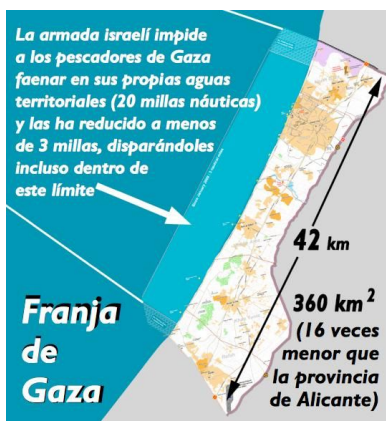 La armada israelí impide
a los pescadores de Gaza
faenar en sus propias aguas
territoriales (20 millas náuticas)
y las ha reducido a menos
de 3 millas, disparándoles
incluso dentro de
este límite
42 km
360 km²
(16 veces
menor que
la provincia
de Alicante)
Franja
de
Gaza